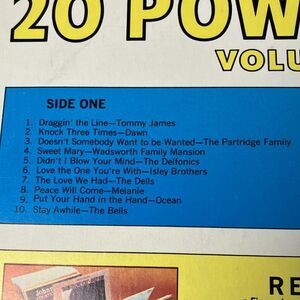 20 POW
VOLU
SIDE ONE
1. Draggin' the Line—Tommy James
2. Knock Three Times—Dawn
3. Doesn't Somebody Want to be Wanted—The Partridge Family
4. Sweet Mary—Wadsworth Family Mansion
5. Didn't I Blow Your Mind—The Delfonics
6. Love the One You're With—Isley Brothers
7. The Love We Had—The Dells
8. Peace Will Come—Melanie
9. Put Your Hand in the Hand—Ocean
10. Stay Awhile—The Bells
RE